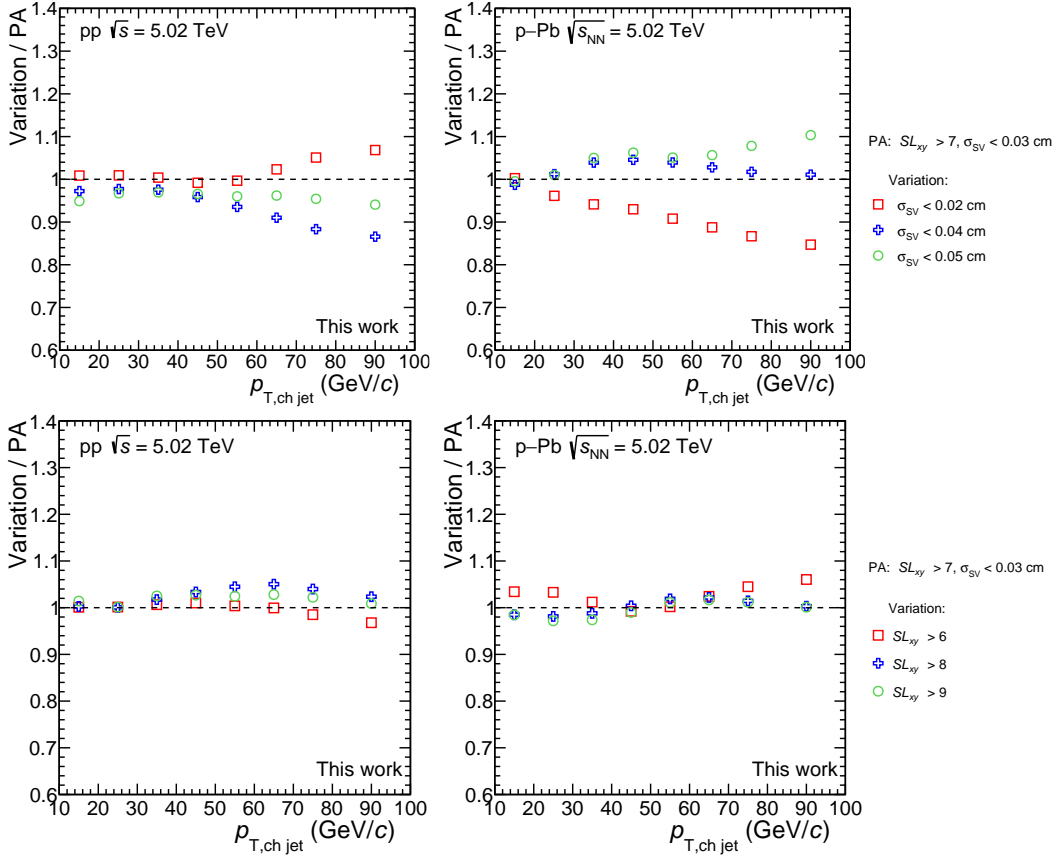 Variation / PA
1.4
1.3
1.2
1.1
1
0.9
0.8
0.7
0.6
pp √s = 5.02 TeV
This work
10 20 30 40 50 60 70 80 90 100
p_T,ch jet (GeV/c)
Variation / PA
1.4
1.3
1.2
1.1
1
0.9
0.8
0.7
0.6
p−Pb √s_NN = 5.02 TeV
This work
10 20 30 40 50 60 70 80 90 100
p_T,ch jet (GeV/c)
PA: SL_xy > 7, σ_SV < 0.03 cm
Variation:
σ_SV < 0.02 cm
σ_SV < 0.04 cm
σ_SV < 0.05 cm
Variation / PA
1.4
1.3
1.2
1.1
1
0.9
0.8
0.7
0.6
pp √s = 5.02 TeV
This work
10 20 30 40 50 60 70 80 90 100
p_T,ch jet (GeV/c)
Variation / PA
1.4
1.3
1.2
1.1
1
0.9
0.8
0.7
0.6
p−Pb √s_NN = 5.02 TeV
This work
10 20 30 40 50 60 70 80 90 100
p_T,ch jet (GeV/c)
PA: SL_xy > 7, σ_SV < 0.03 cm
Variation:
SL_xy > 6
SL_xy > 8
SL_xy > 9